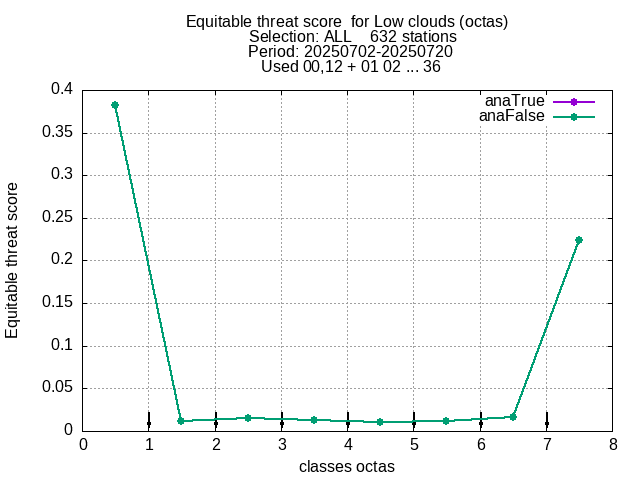 Equitable threat score  for Low clouds (octas)
Selection: ALL    632 stations
Period: 20250702-20250720
Used 00,12 + 01 02 ... 36
anaTrue
anaFalse
0.4
0.35
0.3
0.25
0.2
0.15
0.1
0.05
0
Equitable threat score
0 1 2 3 4 5 6 7 8
classes octas